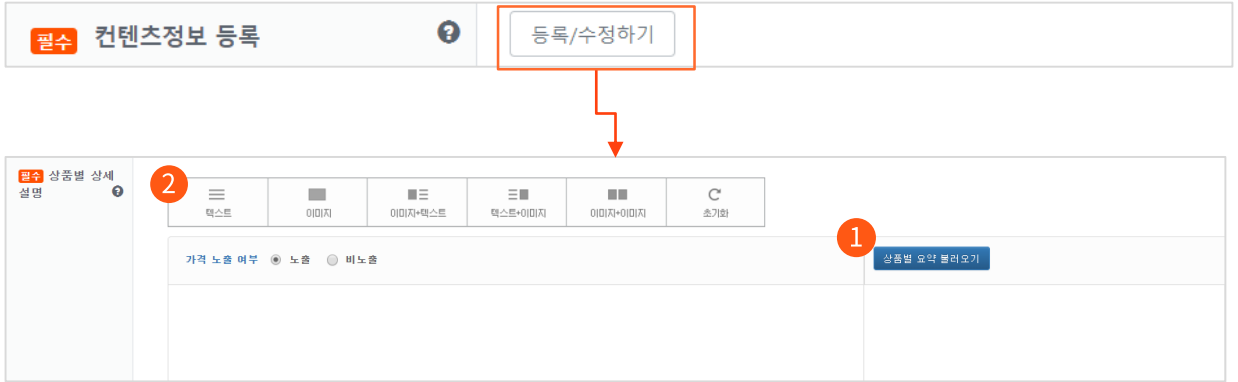 필수 컨텐츠정보 등록 ? 등록/수정하기
필수 상품별 상세
설명 ?
2
텍스트 이미지 이미지+텍스트 텍스트+이미지 이미지+이미지 초기화
1
가격 노출 여부 노출 비노출 상품별 요약 불러오기